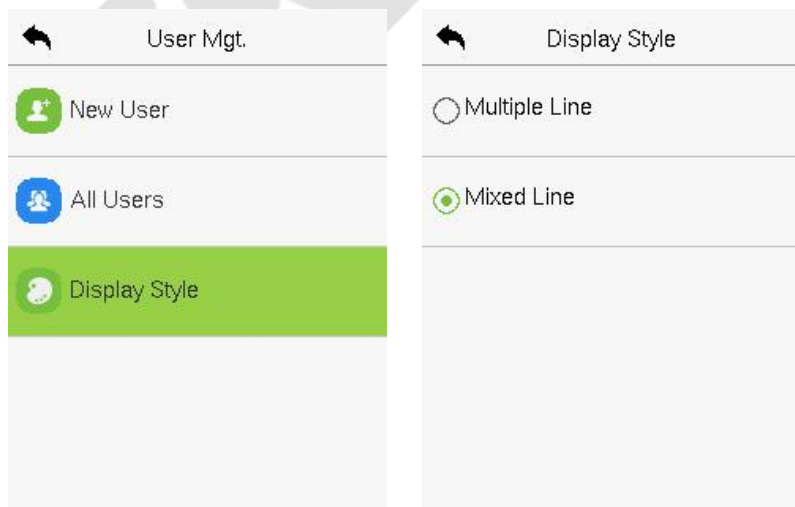 User Mgt.
New User
All Users
Display Style
Display Style
Multiple Line
Mixed Line